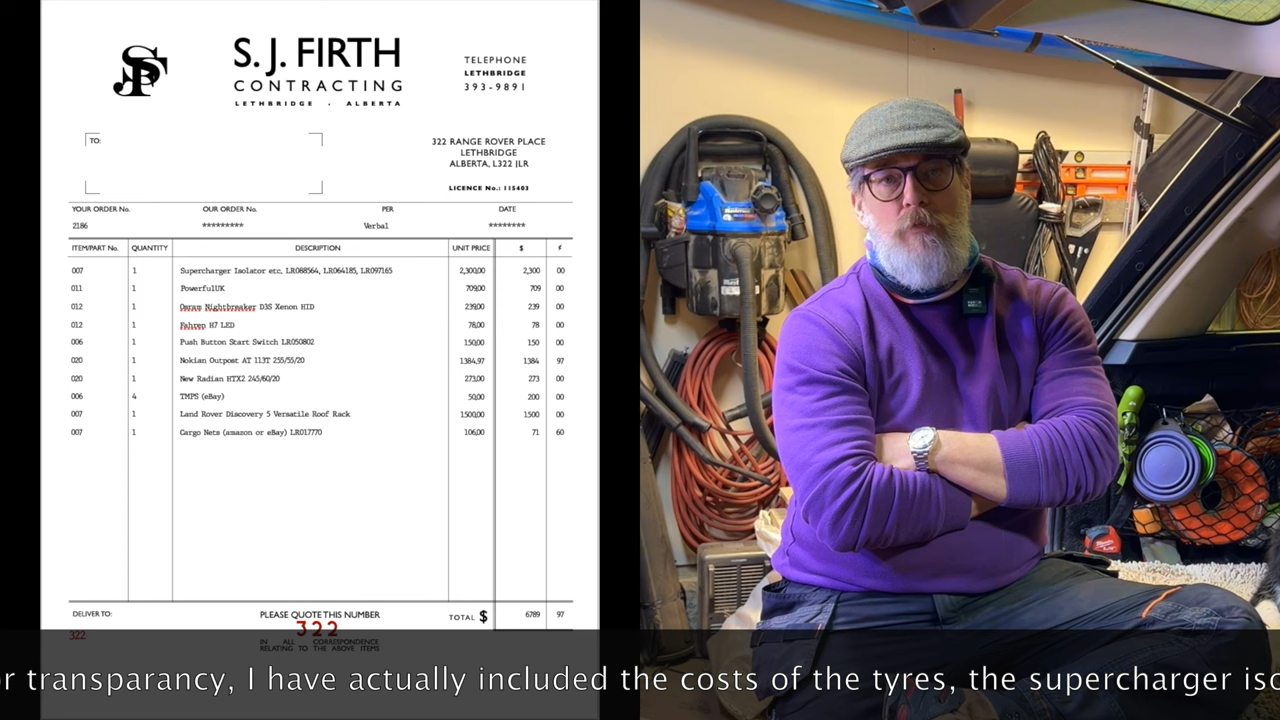 S. J. FIRTH
CONTRACTING
LETHBRIDGE . ALBERTA
TELEPHONE
LETHBRIDGE
393-9891
TO:
322 RANGE ROVER PLACE
LETHBRIDGE
ALBERTA, L322 JLR
LICENCE No.: 115403
YOUR ORDER No. OUR ORDER No. PER DATE
2186 ********* Verbal ********
ITEM/PART No. QUANTITY DESCRIPTION UNIT PRICE $ ¢
007 1 Supercharger Isolator etc, LR088564, LR064185, LR097165 2,300,00 2,300 00
011 1 PowerfulUK 709,00 709 00
012 1 Osram Nightbreaker D3S Xenon HID 239,00 239 00
012 1 Fahren H7 LED 78,00 78 00
006 1 Push Button Start Switch LR050802 150,00 150 00
020 1 Nokian Outpost AT 113T 255/55/20 1384,97 1384 97
020 1 New Radian HTX2 245/60/20 273,00 273 00
006 4 TMPS (eBay) 50,00 200 00
007 1 Land Rover Discovery 5 Versatile Roof Rack 1500,00 1500 00
007 1 Cargo Nets (amazon or eBay) LR017770 106,00 71 60
DELIVER TO: PLEASE QUOTE THIS NUMBER TOTAL $ 6789 97
322 322
IN ALL CORRESPONDENCE
RELATING TO THE ABOVE ITEMS
r transparancy, I have actually included the costs of the tyres, the supercharger iso